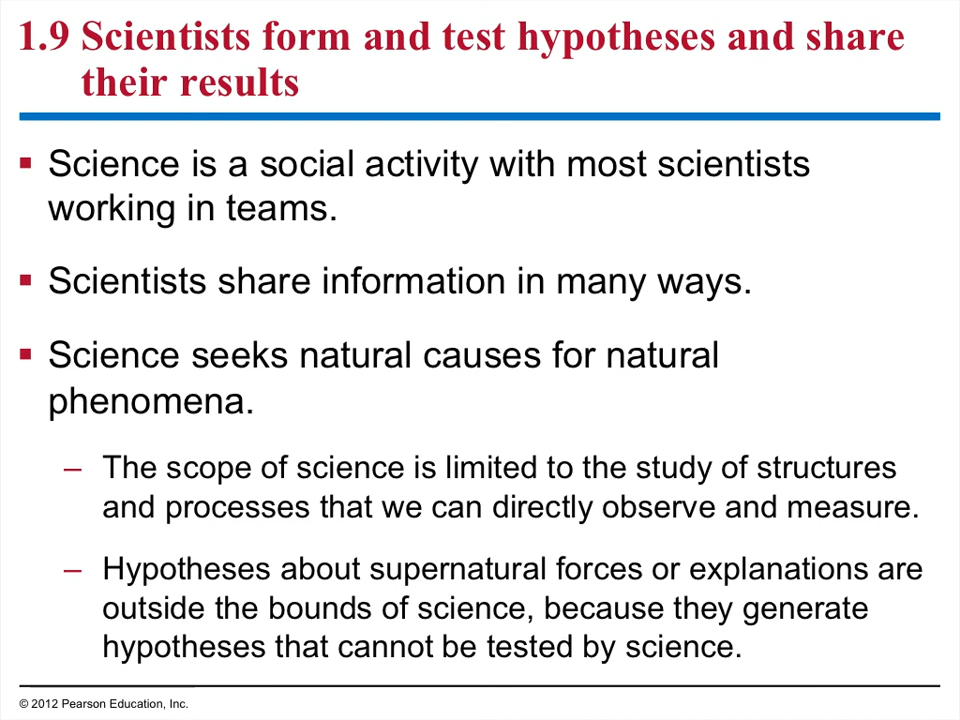 1.9 Scientists form and test hypotheses and share
their results
▪ Science is a social activity with most scientists
working in teams.
▪ Scientists share information in many ways.
▪ Science seeks natural causes for natural
phenomena.
– The scope of science is limited to the study of structures
and processes that we can directly observe and measure.
– Hypotheses about supernatural forces or explanations are
outside the bounds of science, because they generate
hypotheses that cannot be tested by science.
© 2012 Pearson Education, Inc.